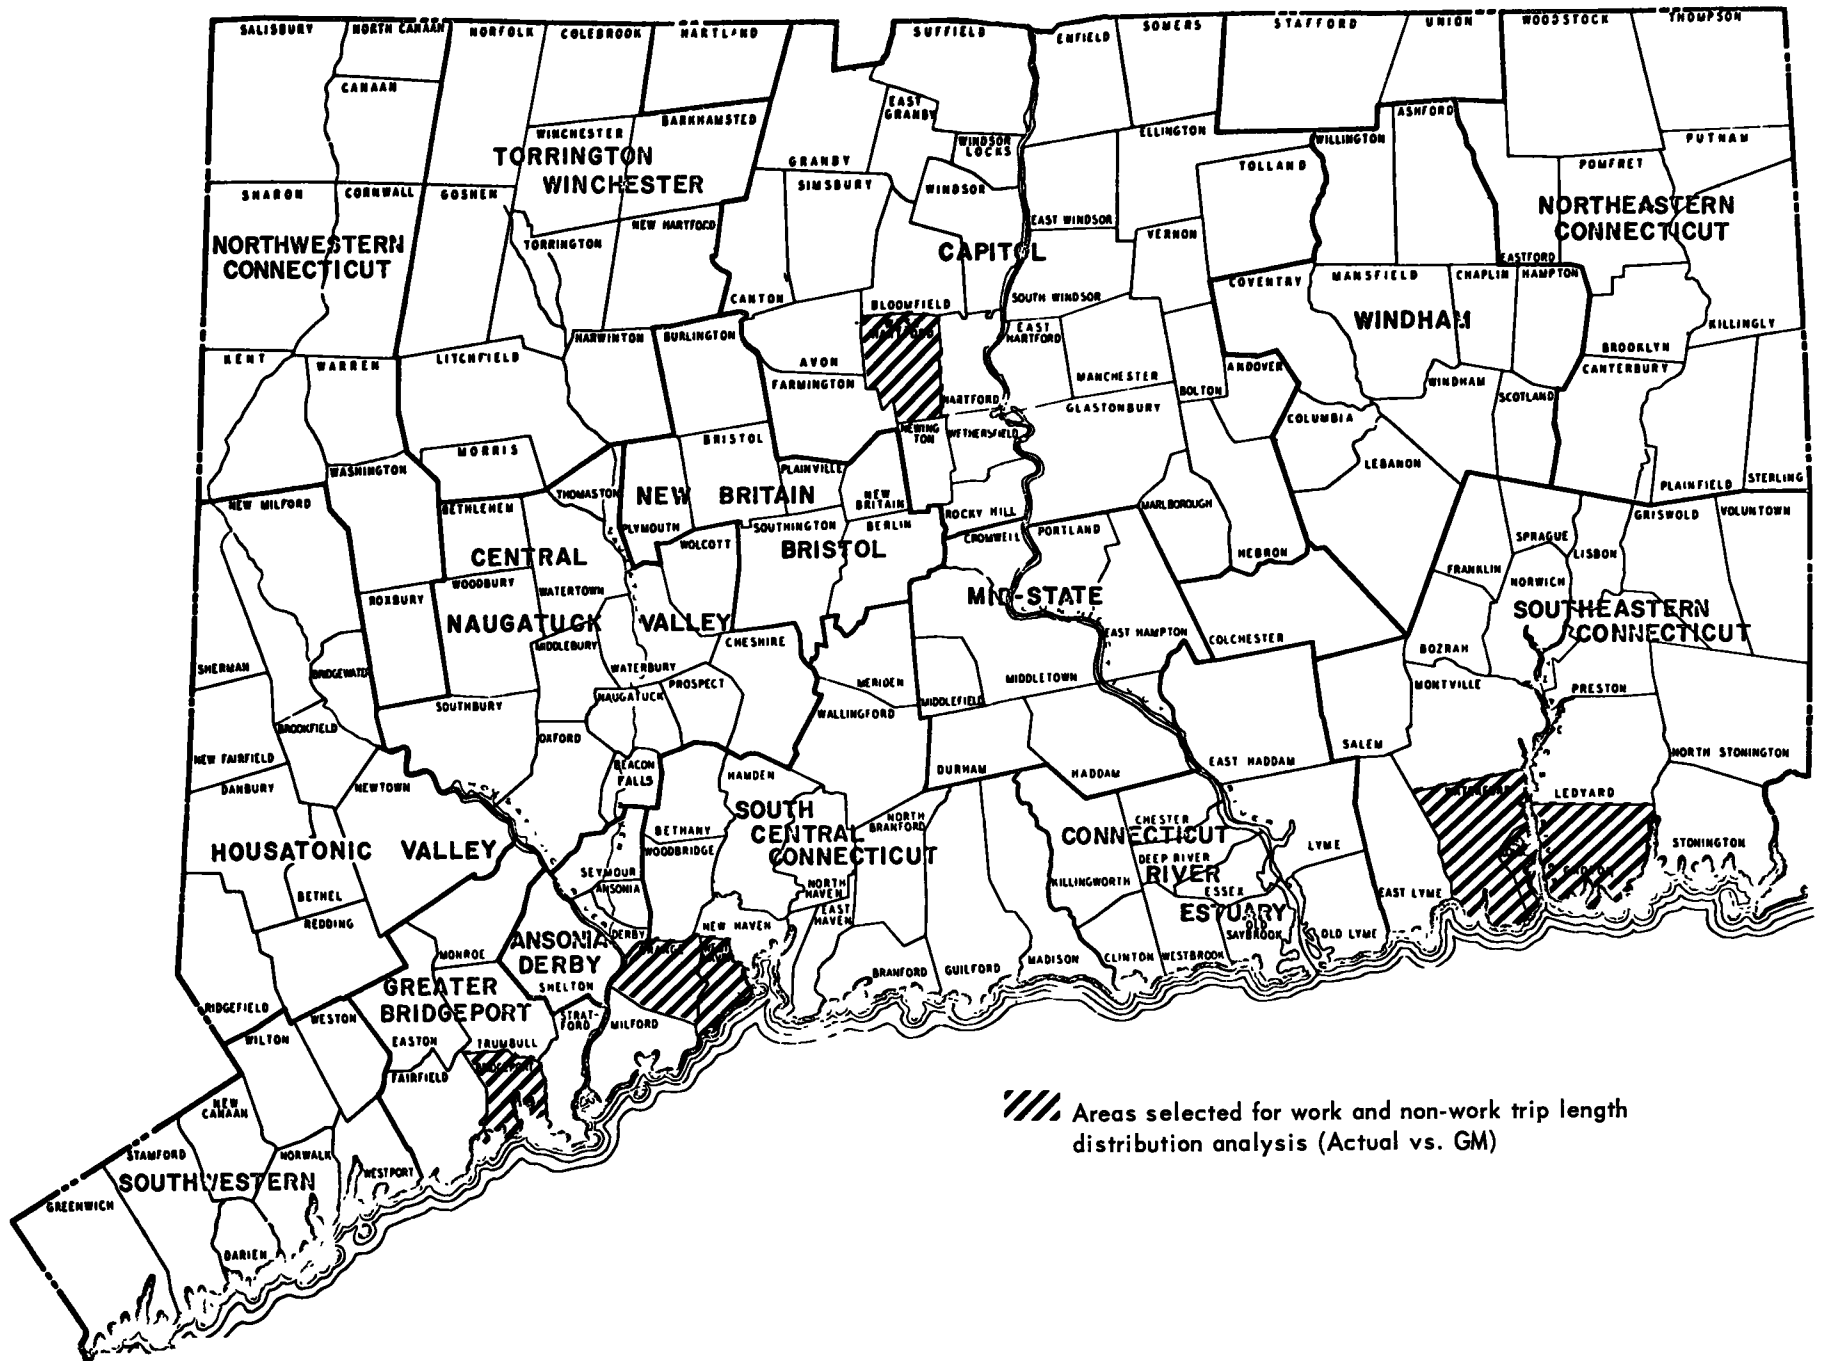 SALISBURY
NORTH CANAAN
NORFOLK
COLEBROOK
HARTLAND
SUFFIELD
ENFIELD
SOMERS
STAFFORD
UNION
WOODSTOCK
THOMPSON
CANAAN
EAST
GRANBY
WINCHESTER
BARKHAMSTED
WINDSOR
LOCKS
ELLINGTON
WILLINGTON
ASHFORD
PUTNAM
TORRINGTON
WINCHESTER
GRANBY
SIMSBURY
WINDSOR
TOLLAND
POMFRET
SHARON
CORNWALL
GOSHEN
NORTHEASTERN
CONNECTICUT
NORTHWESTERN
CONNECTICUT
TORRINGTON
NEW HARTFORD
EAST WINDSOR
VERNON
CAPITOL
EASTFORD
CANTON
BLOOMFIELD
SOUTH WINDSOR
COVENTRY
MANSFIELD
CHAPLIN
HAMPTON
WINDHAM
KILLINGLY
KENT
WARREN
LITCHFIELD
HARWINTON
BURLINGTON
AVON
FARMINGTON
EAST
HARTFORD
MANCHESTER
BOLTON
ANDOVER
WINDHAM
BROOKLYN
CANTERBURY
HARTFORD
GLASTONBURY
SCOTLAND
COLUMBIA
MORRIS
BRISTOL
NEWING
TON
WETHERSFIELD
WASHINGTON
PLAINVILLE
LEBANON
PLAINFIELD
STERLING
NEW MILFORD
BETHLEHEM
THOMASTON
NEW BRITAIN
BRISTOL
NEW
BRITAIN
PLYMOUTH
WOLCOTT
SOUTHINGTON
BERLIN
ROCKY HILL
CROMWELL
PORTLAND
MARLBOROUGH
HEBRON
GRISWOLD
VOLUNTOWN
SPRAGUE
LISBON
FRANKLIN
NORWICH
CENTRAL
NAUGATUCK VALLEY
ROXBURY
WOODBURY
WATERTOWN
MID-STATE
SOUTHEASTERN
CONNECTICUT
MIDDLEBURY
WATERBURY
CHESHIRE
EAST HAMPTON
COLCHESTER
BOZRAH
SHERMAN
BRIDGEWATER
NAUGATUCK
PROSPECT
MERIDEN
MIDDLEFIELD
MIDDLETOWN
MONTVILLE
PRESTON
SOUTHBURY
WALLINGFORD
BROOKFIELD
OXFORD
SALEM
NORTH STONINGTON
NEW FAIRFIELD
DANBURY
NEWTOWN
BEACON
FALLS
HAMDEN
DURHAM
HADDAM
EAST HADDAM
LEDYARD
WATERFORD
SOUTH
CENTRAL
CONNECTICUT
BETHANY
WOODBRIDGE
NORTH
BRANFORD
CONNECTICUT
RIVER
ESTUARY
CHESTER
DEEP RIVER
ESSEX
LYME
STONINGTON
HOUSATONIC VALLEY
SEYMOUR
ANSONIA
NORTH
HAVEN
KILLINGWORTH
EAST LYME
GROTON
BETHEL
REDDING
ANSONIA
DERBY
DERBY
ORANGE
NEW HAVEN
WEST
HAVEN
EAST
HAVEN
OLD
SAYBROOK
OLD LYME
MONROE
SHELTON
BRANFORD
GUILFORD
MADISON
CLINTON
WESTBROOK
GREATER
BRIDGEPORT
RIDGEFIELD
WESTON
EASTON
STRAT-
FORD
MILFORD
WILTON
TRUMBULL
BRIDGEPORT
FAIRFIELD
NEW
CANAAN
STAMFORD
NORWALK
WESTPORT
SOUTHWESTERN
GREENWICH
DARIEN
Areas selected for work and non-work trip length
distribution analysis (Actual vs. GM)